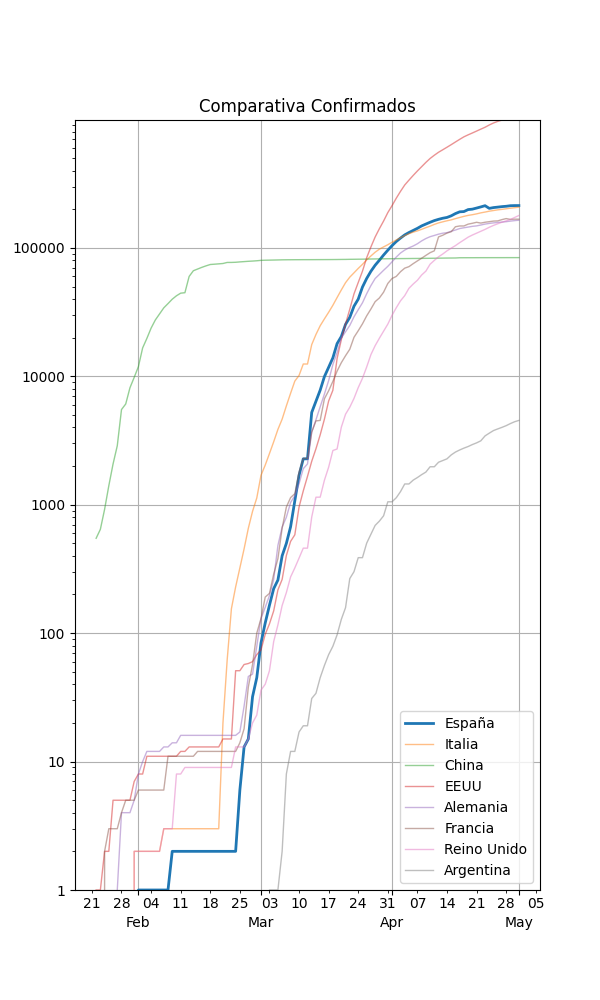 Comparativa Confirmados
100000
10000
1000
100
10
1
España
Italia
China
EEUU
Alemania
Francia
Reino Unido
Argentina
21 28 04 11 18 25 03 10 17 24 31 07 14 21 28 05
Feb Mar Apr May